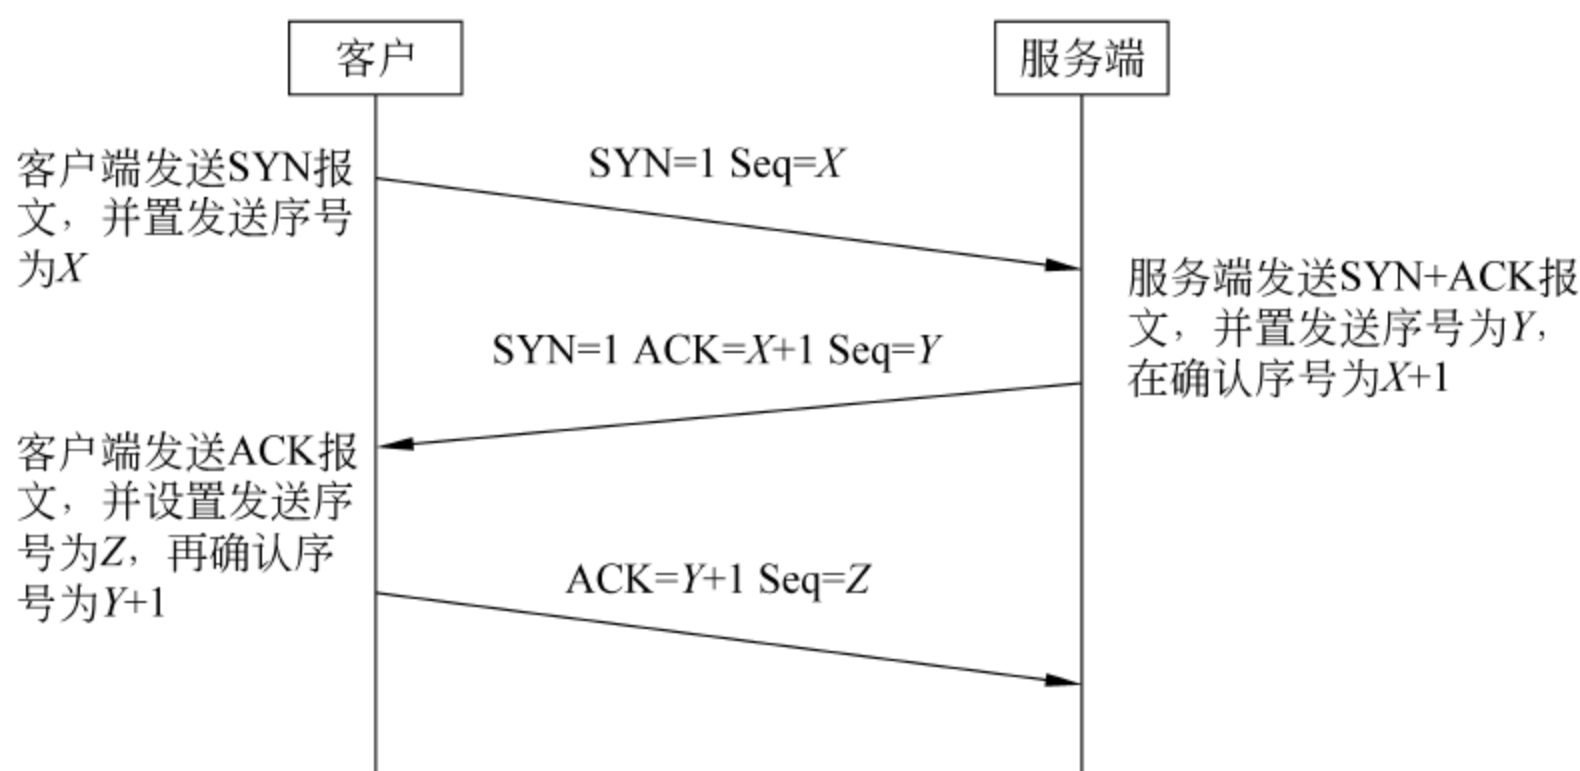 客户
服务端
客户端发送SYN报
文，并置发送序号
为X
SYN=1 Seq=X
服务端发送SYN+ACK报
文，并置发送序号为Y，
在确认序号为X+1
SYN=1 ACK=X+1 Seq=Y
客户端发送ACK报
文，并设置发送序
号为Z，再确认序
号为Y+1
ACK=Y+1 Seq=Z